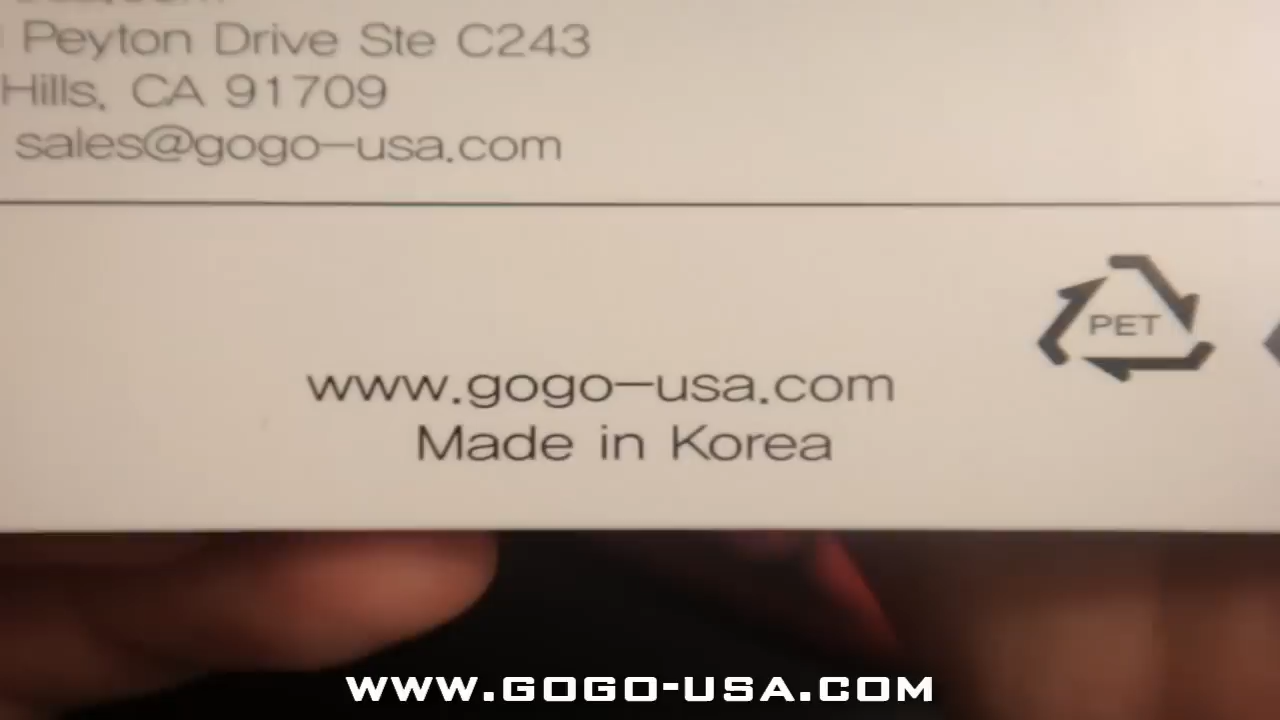 Peyton Drive Ste C243
Hills, CA 91709
sales@gogo-usa.com
PET
www.gogo-usa.com
Made in Korea
WWW.GOGO-USA.COM